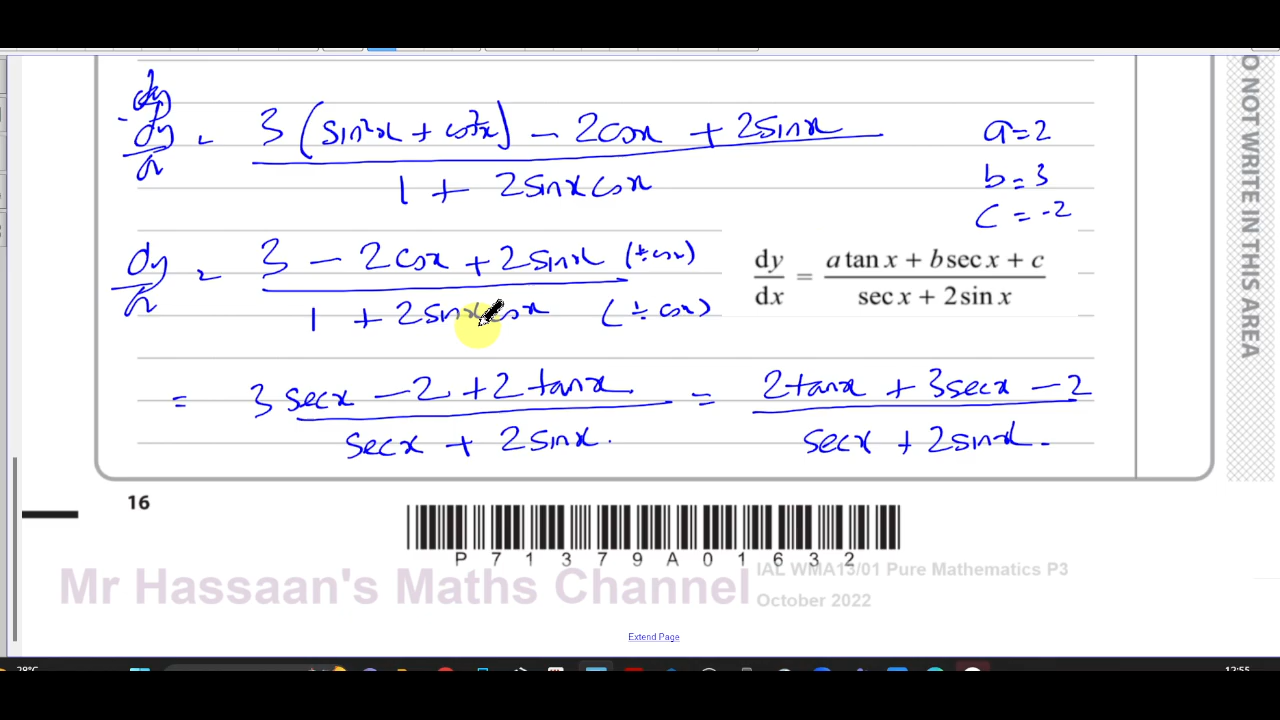 dy
dy/dx = 3(sin²x + cos²x) - 2cosx + 2sinx / 1 + 2sinxcosx
a=2
b=3
c=-2
dy/dx = 3 - 2cosx + 2sinx (÷cosx) / 1 + 2sinxcosx (÷cosx)
dy/dx = a tan x + b sec x + c / sec x + 2 sin x
= 3secx - 2 + 2tanx / secx + 2sinx. = 2tanx + 3secx - 2 / secx + 2sinx.
O NOT WRITE IN THIS AREA
16
P 7 1 3 7 9 A 0 1 6 3 2
Mr Hassaan's Maths Channel
IAL WMA13/01 Pure Mathematics P3
October 2022
Extend Page